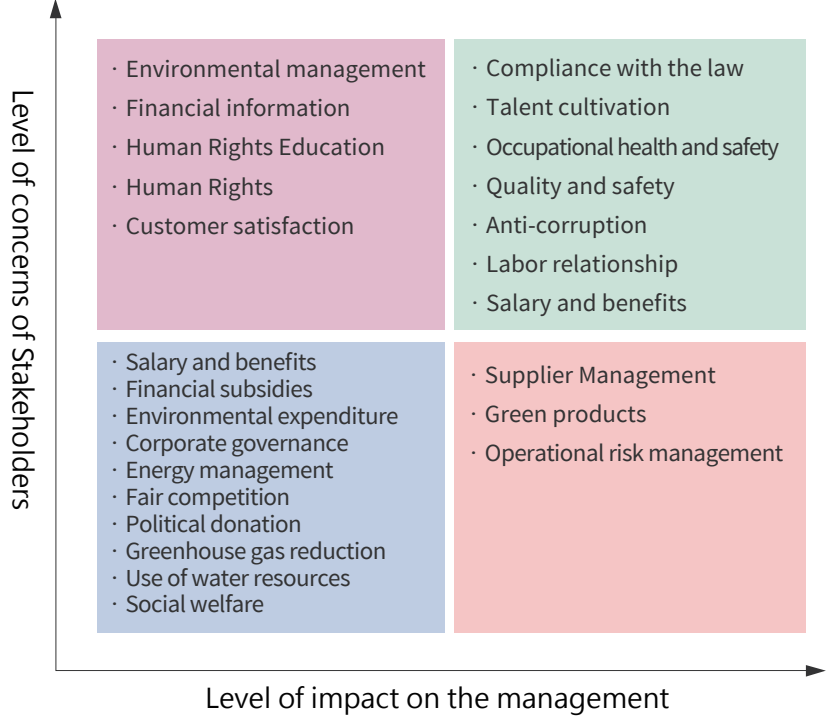 Level of concerns of Stakeholders
· Environmental management
· Financial information
· Human Rights Education
· Human Rights
· Customer satisfaction
· Compliance with the law
· Talent cultivation
· Occupational health and safety
· Quality and safety
· Anti-corruption
· Labor relationship
· Salary and benefits
· Salary and benefits
· Financial subsidies
· Environmental expenditure
· Corporate governance
· Energy management
· Fair competition
· Political donation
· Greenhouse gas reduction
· Use of water resources
· Social welfare
· Supplier Management
· Green products
· Operational risk management
Level of impact on the management